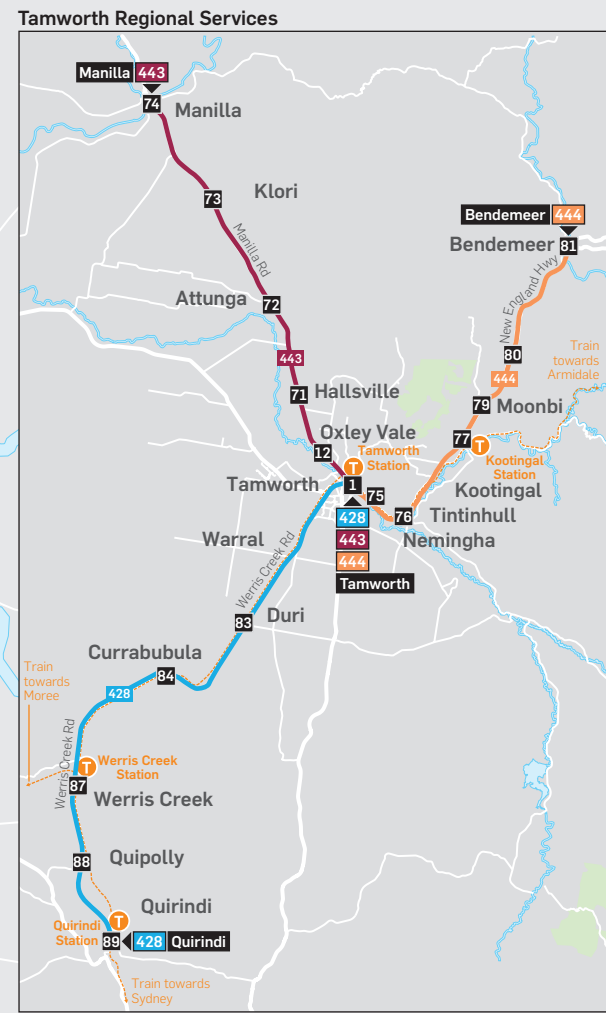 Tamworth Regional Services
Manilla 443
74
Manilla
73
Klori
Manilla Rd
Bendemeer 444
Bendemeer 81
New England Hwy
Attunga 72
80
Train
towards
Armidale
443
444
71 Hallsville
79 Moonbi
Oxley Vale
12
77
Tamworth
Station
T
T
Kootingal
Station
Tamworth 1
75
Kootingal
76
Tintinhull
428
Nemingha
443
444
Tamworth
Warral
Werris Creek Rd
83 Duri
Currabubula
84
Train
towards
Moree
428
Werris Creek Rd
T Werris Creek
Station
87
Werris Creek
88 Quipolly
Quirindi
T
Quirindi
Station
89 428 Quirindi
Train towards
Sydney